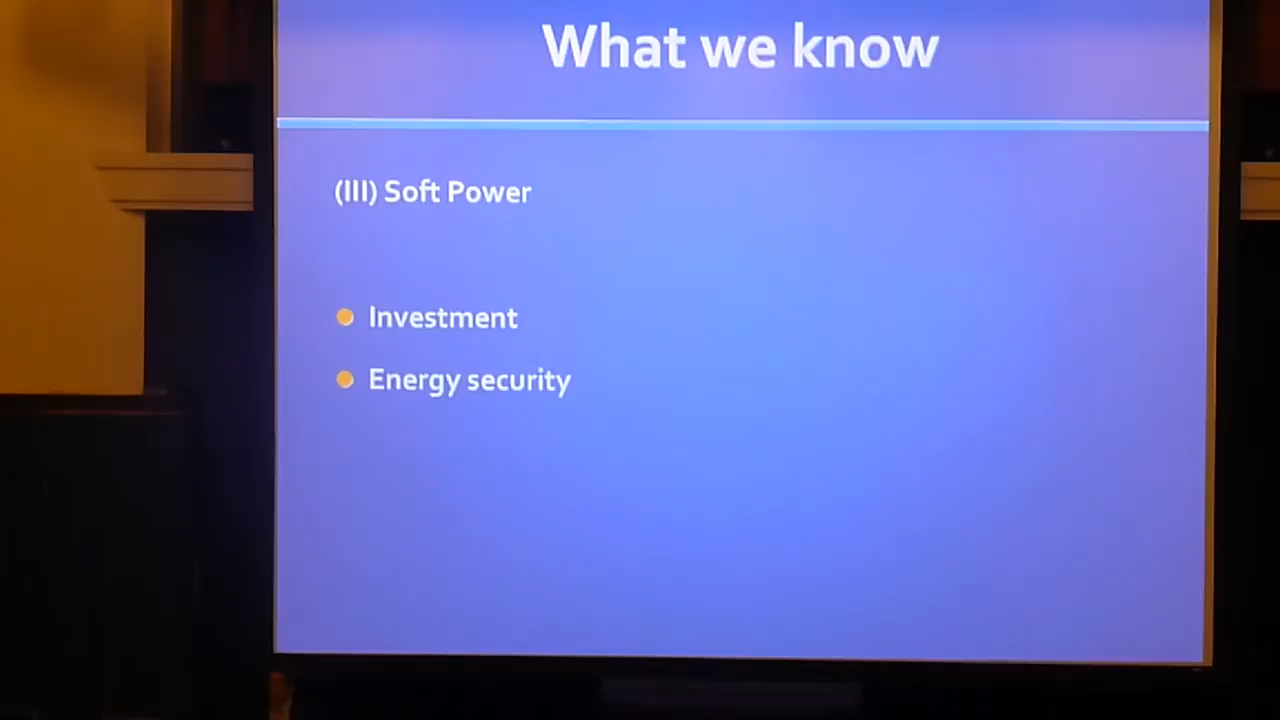 What we know
(III) Soft Power
Investment
Energy security